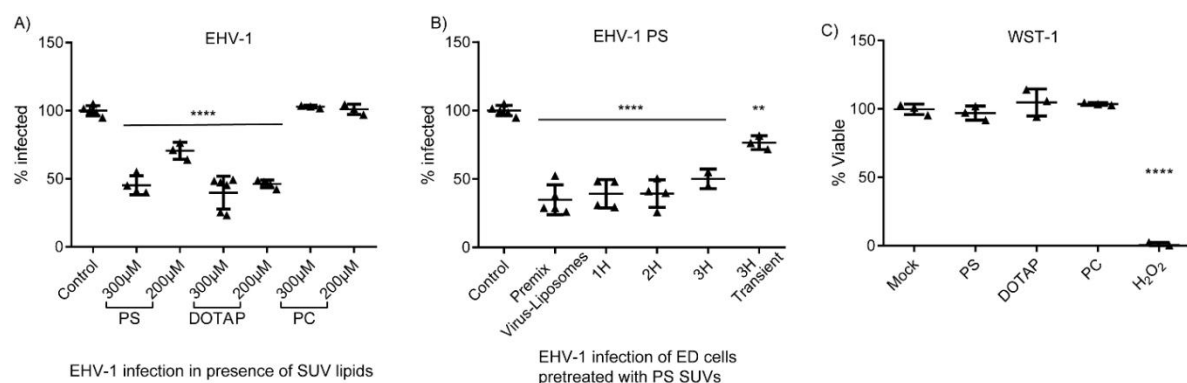 A)
EHV-1
150
100
50
0
% infected
****
Control
300µM
200µM
300µM
200µM
300µM
200µM
PS
DOTAP
PC
EHV-1 infection in presence of SUV lipids
B)
EHV-1 PS
150
100
50
0
% infected
****
**
Control
Premix
Virus-Liposomes
1H
2H
3H
3H
Transient
EHV-1 infection of ED cells
pretreated with PS SUVs
C)
WST-1
150
100
50
0
% Viable
****
Mock
PS
DOTAP
PC
H₂O₂